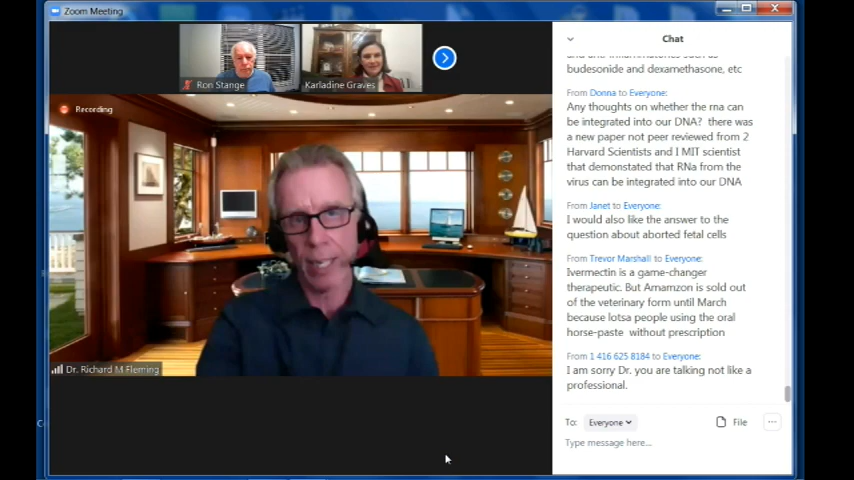 Zoom Meeting
Ron Stange
Karladine Graves
Recording
Dr. Richard M Fleming
Chat
budesonide and dexamethasone, etc
From Donna to Everyone:
Any thoughts on whether the rna can
be integrated into our DNA? there was
a new paper not peer reviewed from 2
Harvard Scientists and I MIT scientist
that demonstated that RNa from the
virus can be integrated into our DNA
From Janet to Everyone:
I would also like the answer to the
question about aborted fetal cells
From Trevor Marshall to Everyone:
Ivermectin is a game-changer
therapeutic. But Amamzon is sold out
of the veterinary form until March
because lotsa people using the oral
horse-paste without prescription
From 1 416 625 8184 to Everyone:
I am sorry Dr. you are talking not like a
professional.
To: Everyone File ...
Type message here...